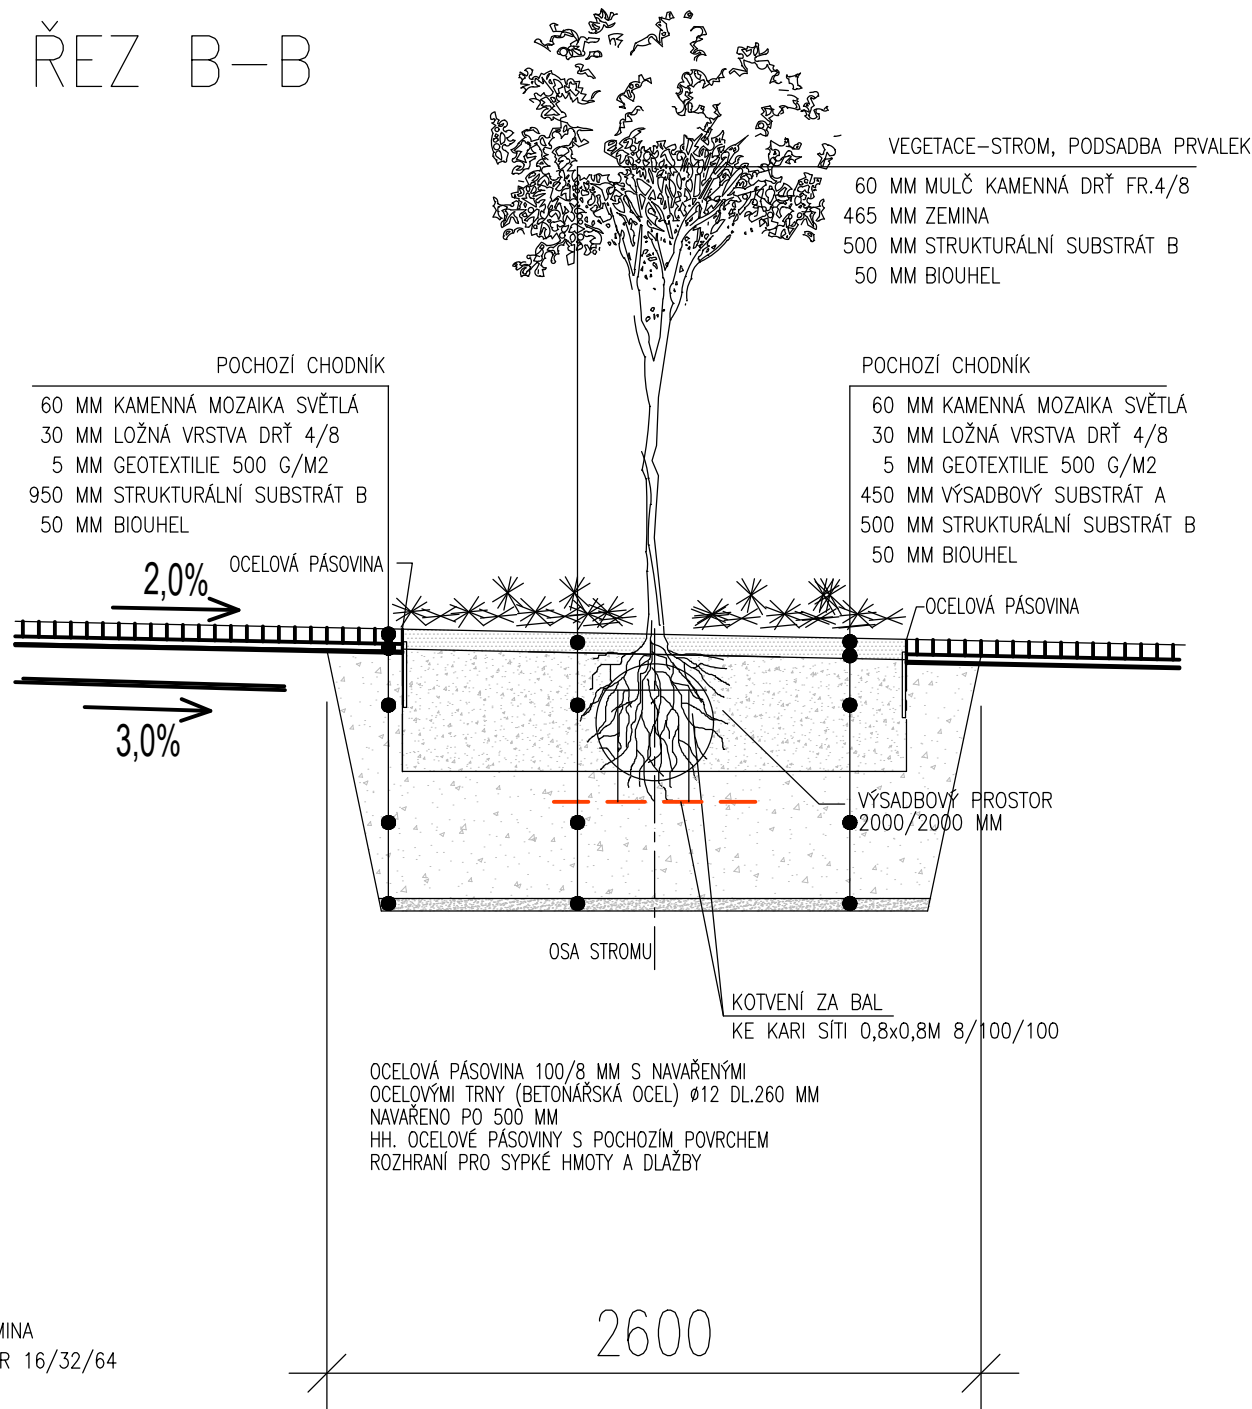 ŘEZ B-B
VEGETACE-STROM, PODSADBA PRVALEK
60 MM MULČ KAMENNÁ DRŤ FR.4/8
465 MM ZEMINA
500 MM STRUKTURÁLNÍ SUBSTRÁT B
50 MM BIOUHEL
POCHOZÍ CHODNÍK
60 MM KAMENNÁ MOZAIKA SVĚTLÁ
30 MM LOŽNÁ VRSTVA DRŤ 4/8
5 MM GEOTEXTILIE 500 G/M2
950 MM STRUKTURÁLNÍ SUBSTRÁT B
50 MM BIOUHEL
POCHOZÍ CHODNÍK
60 MM KAMENNÁ MOZAIKA SVĚTLÁ
30 MM LOŽNÁ VRSTVA DRŤ 4/8
5 MM GEOTEXTILIE 500 G/M2
450 MM VÝSADBOVÝ SUBSTRÁT A
500 MM STRUKTURÁLNÍ SUBSTRÁT B
50 MM BIOUHEL
OCELOVÁ PÁSOVINA
2,0%
OCELOVÁ PÁSOVINA
3,0%
VÝSADBOVÝ PROSTOR
2000/2000 MM
OSA STROMU
KOTVENÍ ZA BAL
KE KARI SÍTI 0,8x0,8M 8/100/100
OCELOVÁ PÁSOVINA 100/8 MM S NAVAŘENÝMI
OCELOVÝMI TRNY (BETONÁŘSKÁ OCEL) ø12 DL.260 MM
NAVAŘENO PO 500 MM
HH. OCELOVÉ PÁSOVINY S POCHOZÍM POVRCHEM
ROZHRANÍ PRO SYPKÉ HMOTY A DLAŽBY
2600
MINA
R 16/32/64